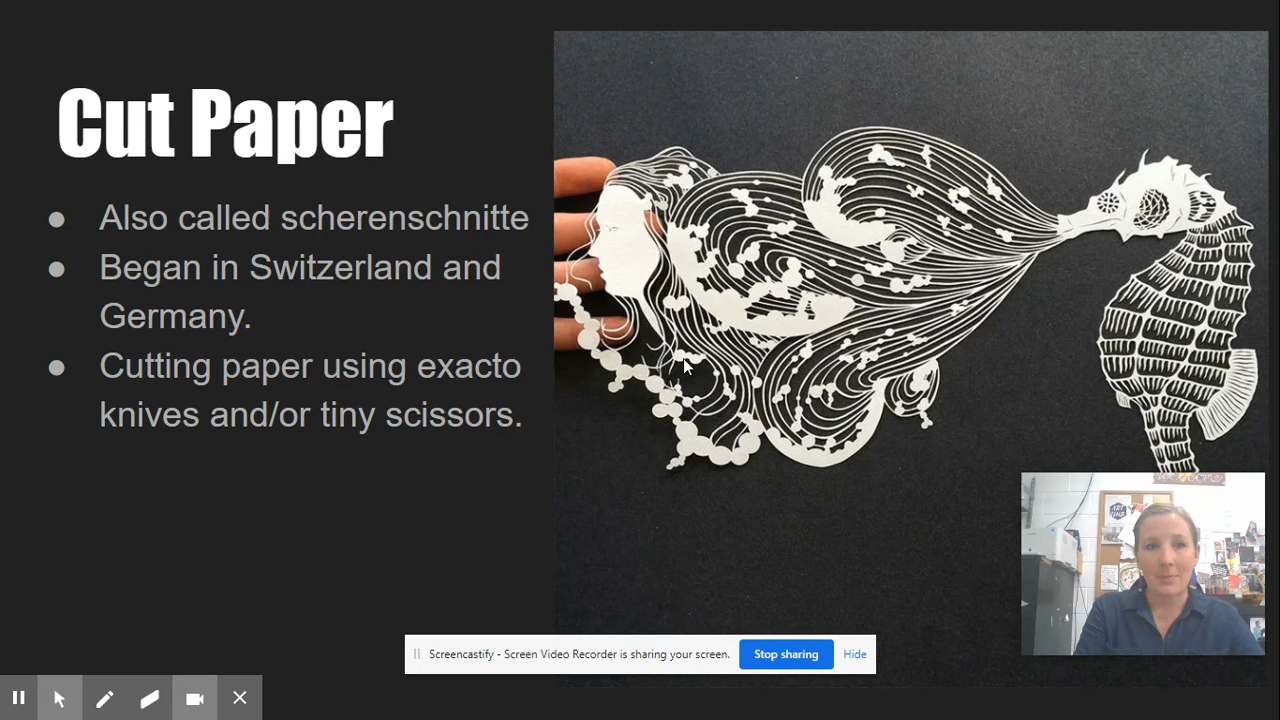 Cut Paper
● Also called scherenschnitte
● Began in Switzerland and
Germany.
● Cutting paper using exacto
knives and/or tiny scissors.
Screencastify - Screen Video Recorder is sharing your screen.
Stop sharing
Hide